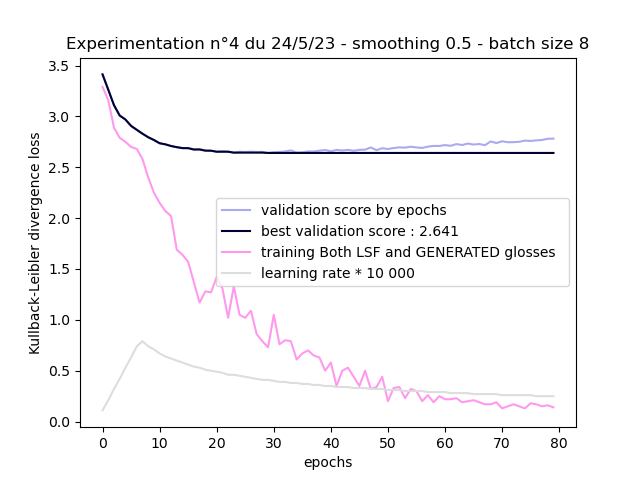 Experimentation n°4 du 24/5/23 - smoothing 0.5 - batch size 8
Kullback-Leibler divergence loss
3.5
3.0
2.5
2.0
1.5
1.0
0.5
0.0
validation score by epochs
best validation score : 2.641
training Both LSF and GENERATED glosses
learning rate * 10 000
0 10 20 30 40 50 60 70 80
epochs